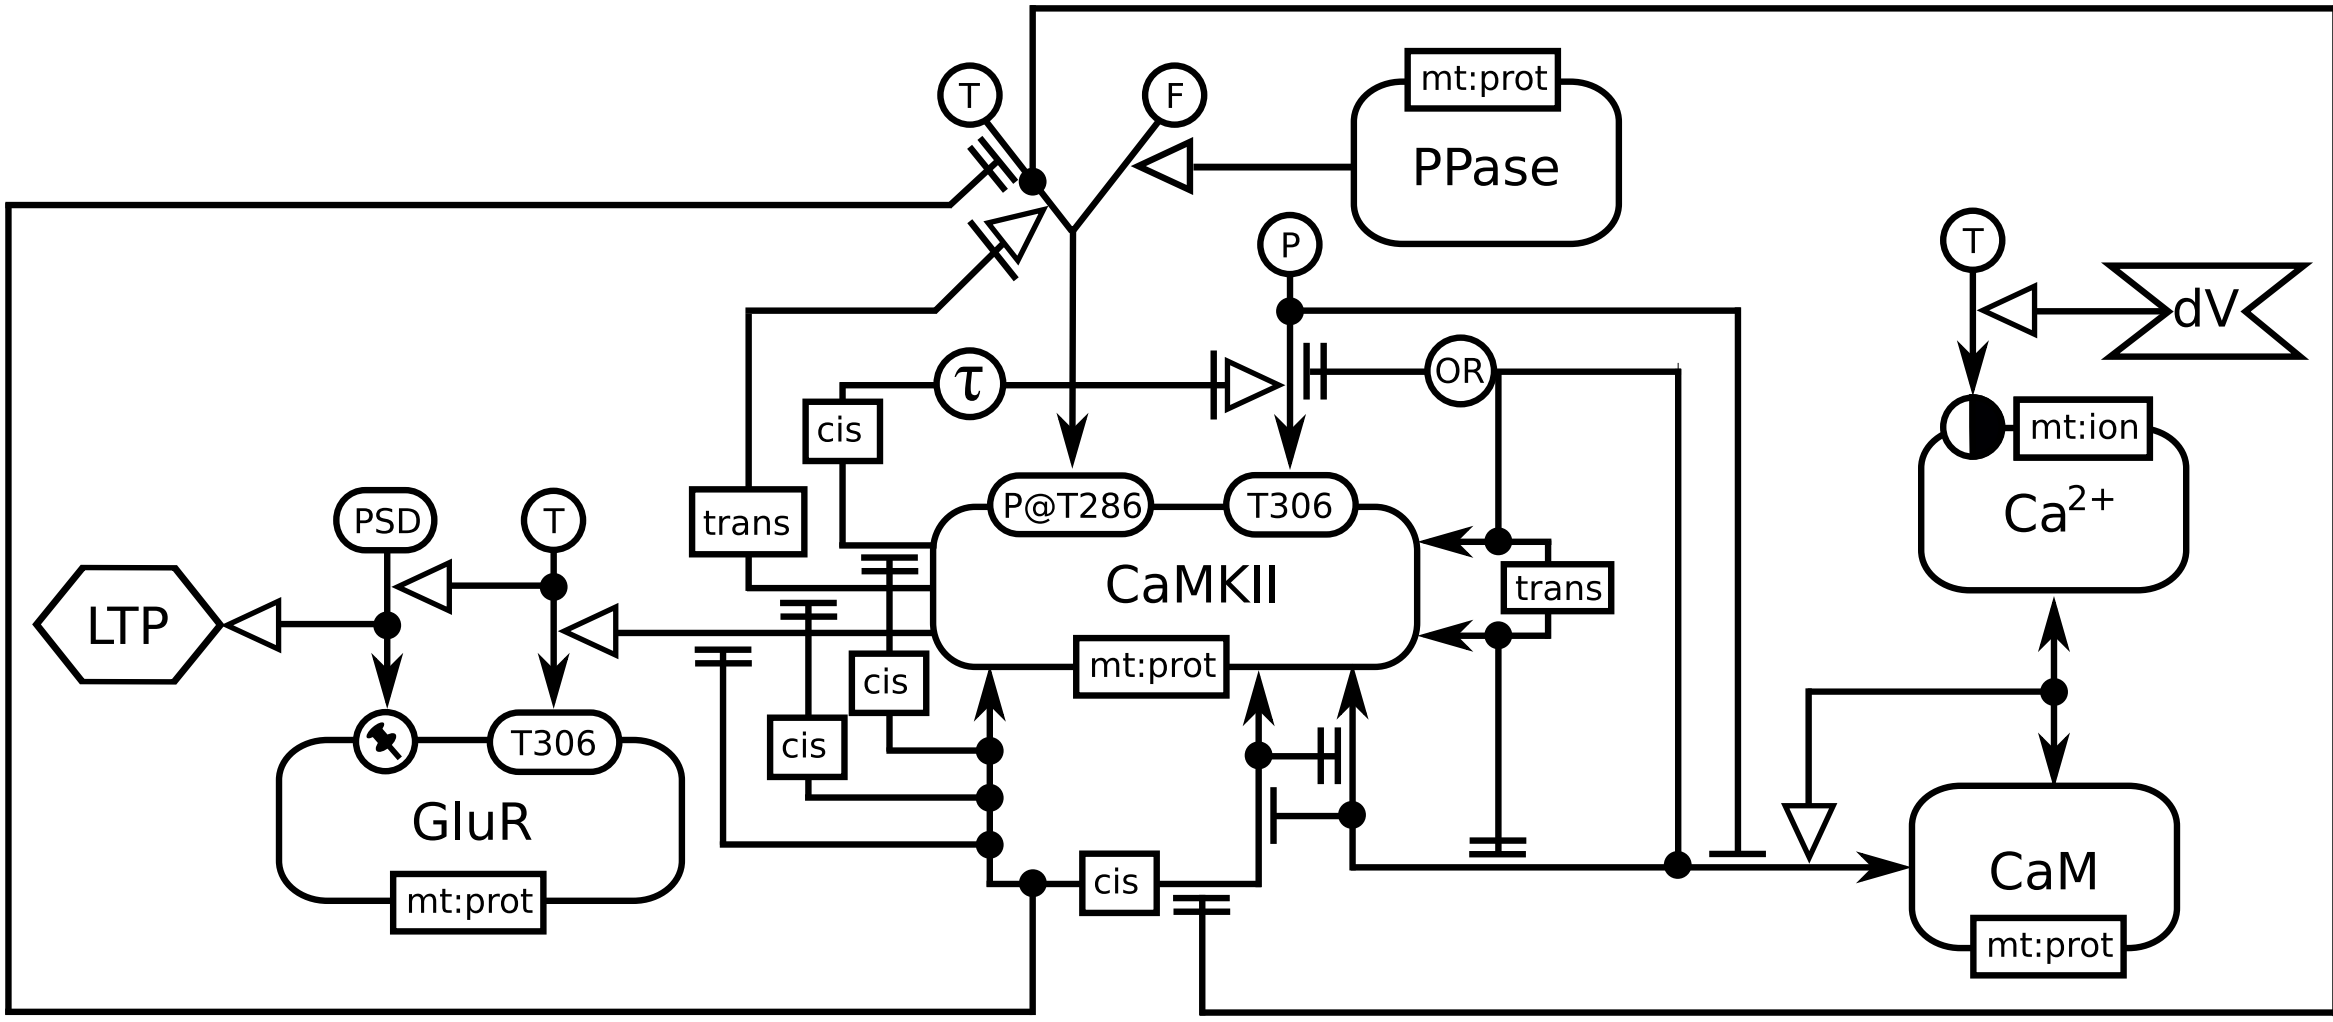 T
F
mt:prot
PPase
P
T
dV
OR
τ
cis
mt:ion
Ca²⁺
PSD
T
trans
P@T286
T306
CaMKII
trans
LTP
mt:prot
cis
T306
cis
GluR
mt:prot
cis
CaM
mt:prot